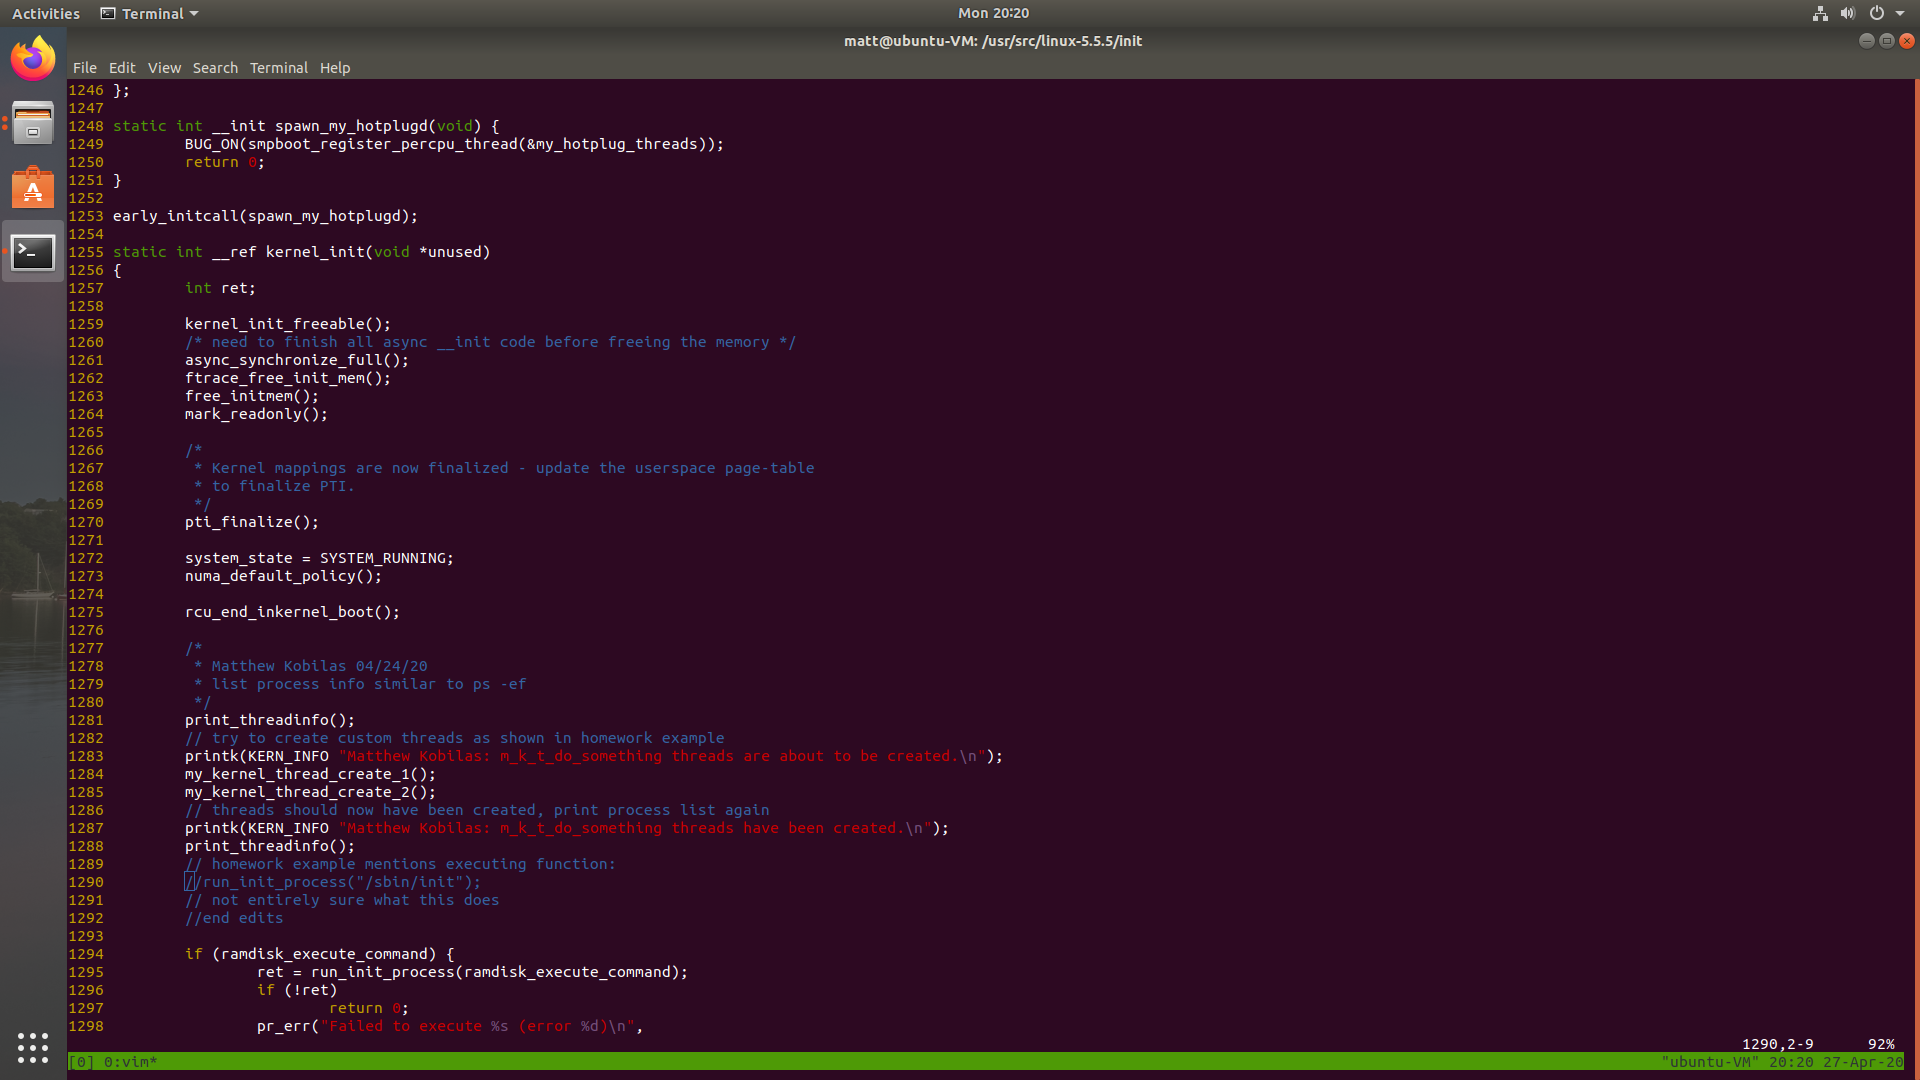 Activities Terminal Mon 20:20
matt@ubuntu-VM: /usr/src/linux-5.5.5/init
File Edit View Search Terminal Help
1246 };
1247
1248 static int __init spawn_my_hotplugd(void) {
1249         BUG_ON(smpboot_register_percpu_thread(&my_hotplug_threads));
1250         return 0;
1251 }
1252
1253 early_initcall(spawn_my_hotplugd);
1254
1255 static int __ref kernel_init(void *unused)
1256 {
1257         int ret;
1258
1259         kernel_init_freeable();
1260         /* need to finish all async __init code before freeing the memory */
1261         async_synchronize_full();
1262         ftrace_free_init_mem();
1263         free_initmem();
1264         mark_readonly();
1265
1266         /*
1267          * Kernel mappings are now finalized - update the userspace page-table
1268          * to finalize PTI.
1269          */
1270         pti_finalize();
1271
1272         system_state = SYSTEM_RUNNING;
1273         numa_default_policy();
1274
1275         rcu_end_inkernel_boot();
1276
1277         /*
1278          * Matthew Kobilas 04/24/20
1279          * list process info similar to ps -ef
1280          */
1281         print_threadinfo();
1282         // try to create custom threads as shown in homework example
1283         printk(KERN_INFO "Matthew Kobilas: m_k_t_do_something threads are about to be created.\n");
1284         my_kernel_thread_create_1();
1285         my_kernel_thread_create_2();
1286         // threads should now have been created, print process list again
1287         printk(KERN_INFO "Matthew Kobilas: m_k_t_do_something threads have been created.\n");
1288         print_threadinfo();
1289         // homework example mentions executing function:
1290         //run_init_process("/sbin/init");
1291         // not entirely sure what this does
1292         //end edits
1293
1294         if (ramdisk_execute_command) {
1295                 ret = run_init_process(ramdisk_execute_command);
1296                 if (!ret)
1297                         return 0;
1298                 pr_err("Failed to execute %s (error %d)\n",
1290,2-9 92%
[0] 0:vim* "ubuntu-VM" 20:20 27-Apr-20